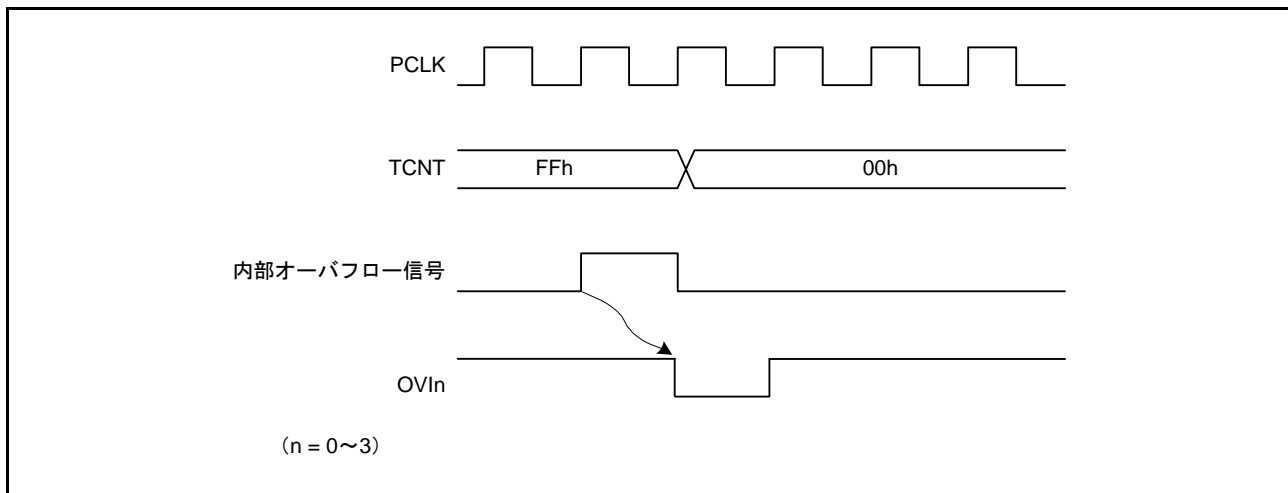 PCLK
TCNT
FFh
00h
内部オーバフロー信号
OVIn
（n = 0～3）